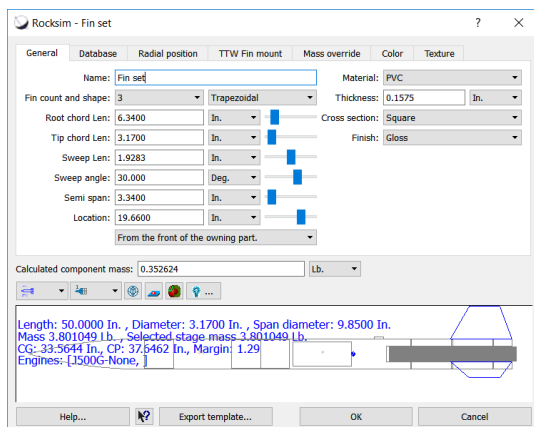 Rocksim - Fin set
General Database Radial position TTW Fin mount Mass override Color Texture
Name: Fin set Material: PVC
Fin count and shape: 3 Trapezoidal Thickness: 0.1575 In.
Root chord Len: 6.3400 In. Cross section: Square
Tip chord Len: 3.1700 In. Finish: Gloss
Sweep Len: 1.9283 In.
Sweep angle: 30.000 Deg.
Semi span: 3.3400 In.
Location: 19.6600 In.
From the front of the owning part.
Calculated component mass: 0.352624 Lb.
...
Length: 50.0000 In. , Diameter: 3.1700 In. , Span diameter: 9.8500 In.
Mass 3.801049 Lb. , Selected stage mass 3.801049 Lb.
CG: 33.5644 In., CP: 37.6462 In., Margin: 1.29
Engines: [J500G-None, ]
Help... Export template... OK Cancel